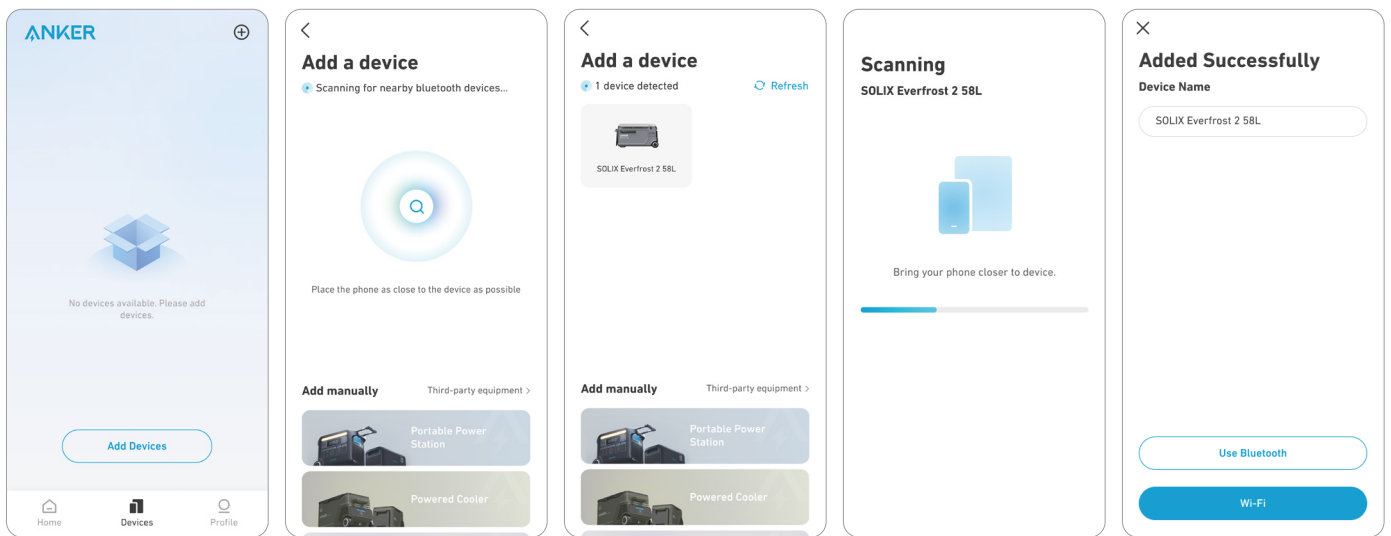 ANKER
No devices available. Please add
devices.
Add Devices
Home
Devices
Profile
Add a device
Scanning for nearby bluetooth devices...
Place the phone as close to the device as possible
Add manually
Third-party equipment >
Portable Power
Station
Powered Cooler
Add a device
1 device detected
Refresh
SOLIX Everfrost 2 58L
Add manually
Third-party equipment >
Portable Power
Station
Powered Cooler
Scanning
SOLIX Everfrost 2 58L
Bring your phone closer to device.
Added Successfully
Device Name
SOLIX Everfrost 2 58L
Use Bluetooth
Wi-Fi